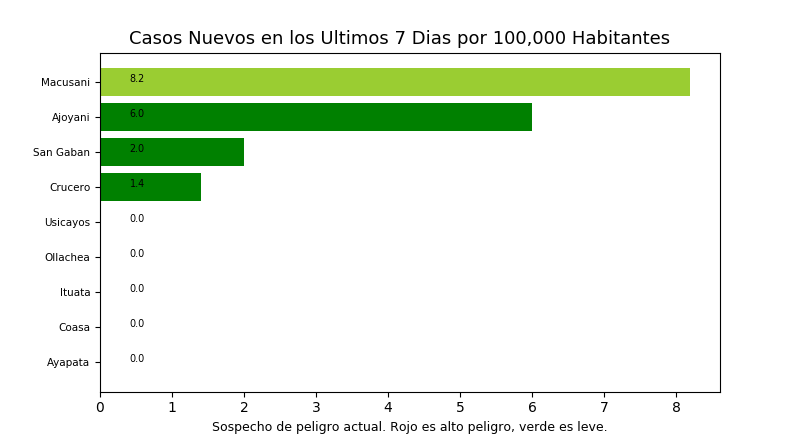 Casos Nuevos en los Ultimos 7 Dias por 100,000 Habitantes
Macusani 8.2
Ajoyani 6.0
San Gaban 2.0
Crucero 1.4
Usicayos 0.0
Ollachea 0.0
Ituata 0.0
Coasa 0.0
Ayapata 0.0
0 1 2 3 4 5 6 7 8
Sospecho de peligro actual. Rojo es alto peligro, verde es leve.